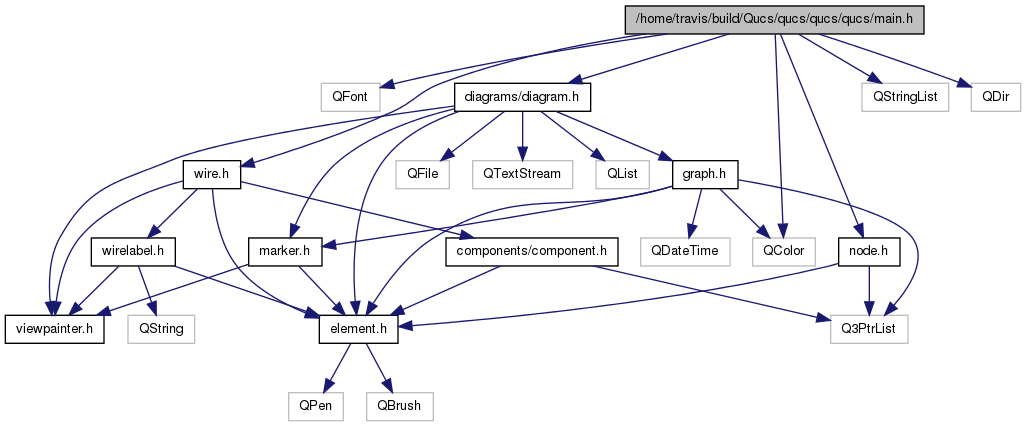 /home/travis/build/Qucs/qucs/qucs/qucs/main.h
QFont
diagrams/diagram.h
QStringList
QDir
wire.h
QFile
QTextStream
QList
graph.h
wirelabel.h
marker.h
components/component.h
QDateTime
QColor
node.h
viewpainter.h
QString
element.h
Q3PtrList
QPen
QBrush